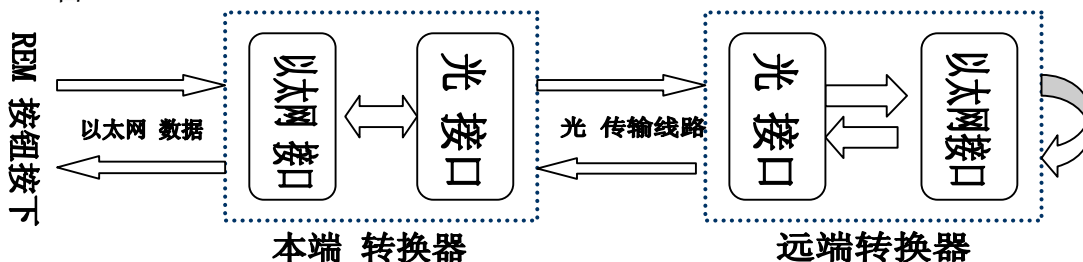 REM 按钮按下
以太网 数据
以太网 接口
光 接口
光 传输线路
光 接口
以太网接口
本端 转换器
远端转换器